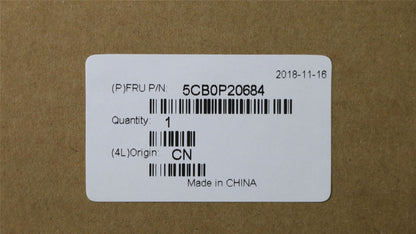 2018-11-16
(P)FRU P/N: 5CB0P20684
Quantity: 1
(4L)Origin: CN
Made in CHINA